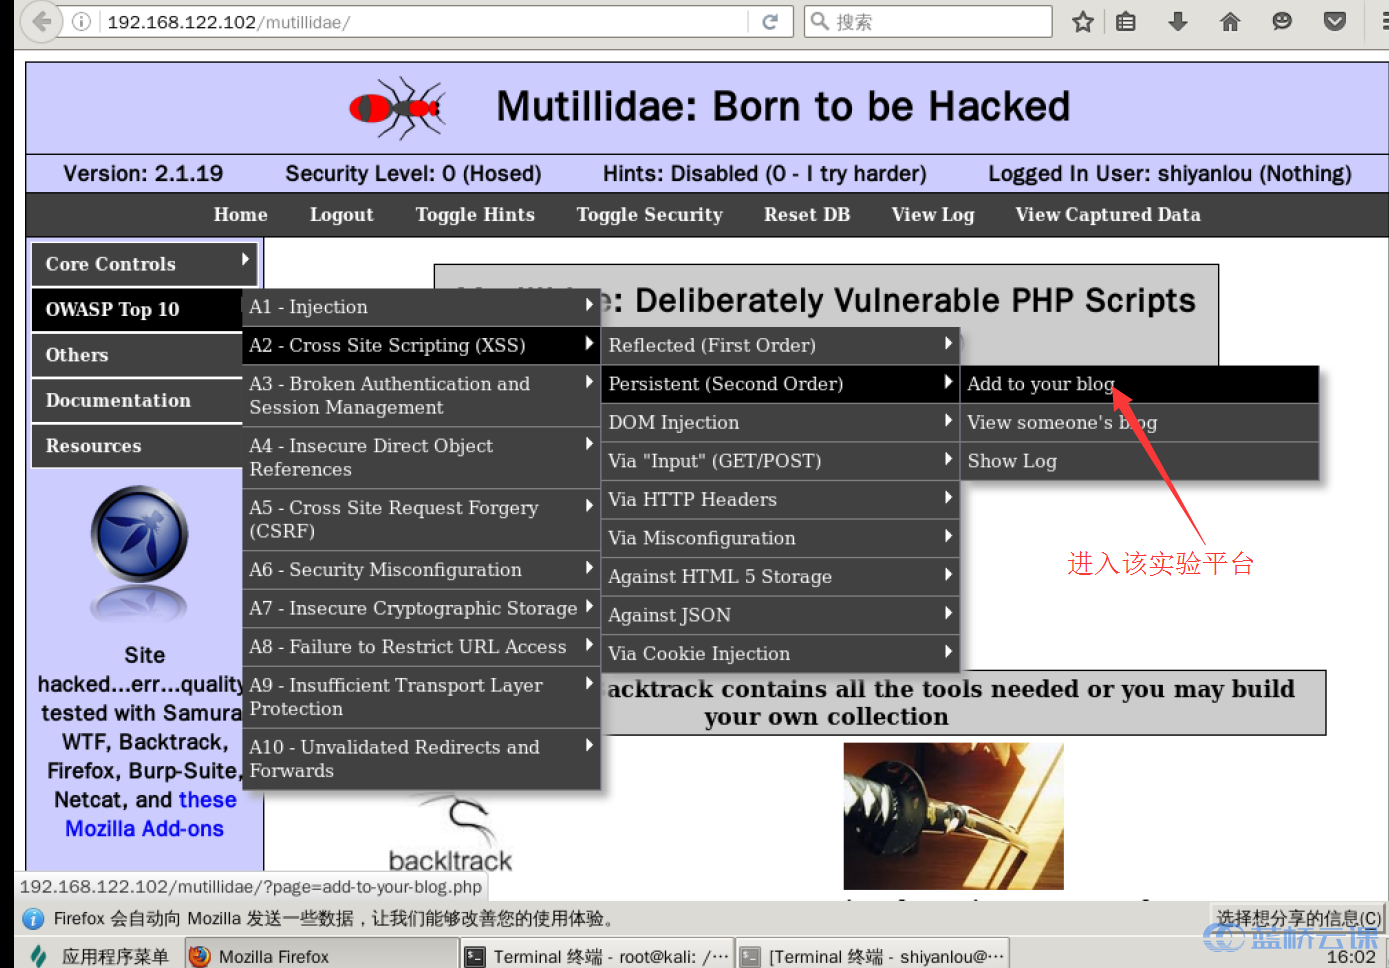 192.168.122.102/mutillidae/
搜索
Mutillidae: Born to be Hacked
Version: 2.1.19
Security Level: 0 (Hosed)
Hints: Disabled (0 - I try harder)
Logged In User: shiyanlou (Nothing)
Home
Logout
Toggle Hints
Toggle Security
Reset DB
View Log
View Captured Data
Core Controls
OWASP Top 10
Others
Documentation
Resources
A1 - Injection
A2 - Cross Site Scripting (XSS)
A3 - Broken Authentication and
Session Management
A4 - Insecure Direct Object
References
A5 - Cross Site Request Forgery
(CSRF)
A6 - Security Misconfiguration
A7 - Insecure Cryptographic Storage
A8 - Failure to Restrict URL Access
A9 - Insufficient Transport Layer
Protection
A10 - Unvalidated Redirects and
Forwards
: Deliberately Vulnerable PHP Scripts
Reflected (First Order)
Persistent (Second Order)
DOM Injection
Via "Input" (GET/POST)
Via HTTP Headers
Via Misconfiguration
Against HTML 5 Storage
Against JSON
Via Cookie Injection
Add to your blog
View someone's blog
Show Log
进入该实验平台
Site
hacked...err...quality
tested with Samurai
WTF, Backtrack,
Firefox, Burp-Suite,
Netcat, and these
Mozilla Add-ons
acktrack contains all the tools needed or you may build
your own collection
back|track
192.168.122.102/mutillidae/?page=add-to-your-blog.php
Firefox 会自动向 Mozilla 发送一些数据，让我们能够改善您的使用体验。
选择想分享的信息(C)
蓝桥云课
应用程序菜单
Mozilla Firefox
Terminal 终端 - root@kali: /···
[Terminal 终端 - shiyanlou@···
16:02